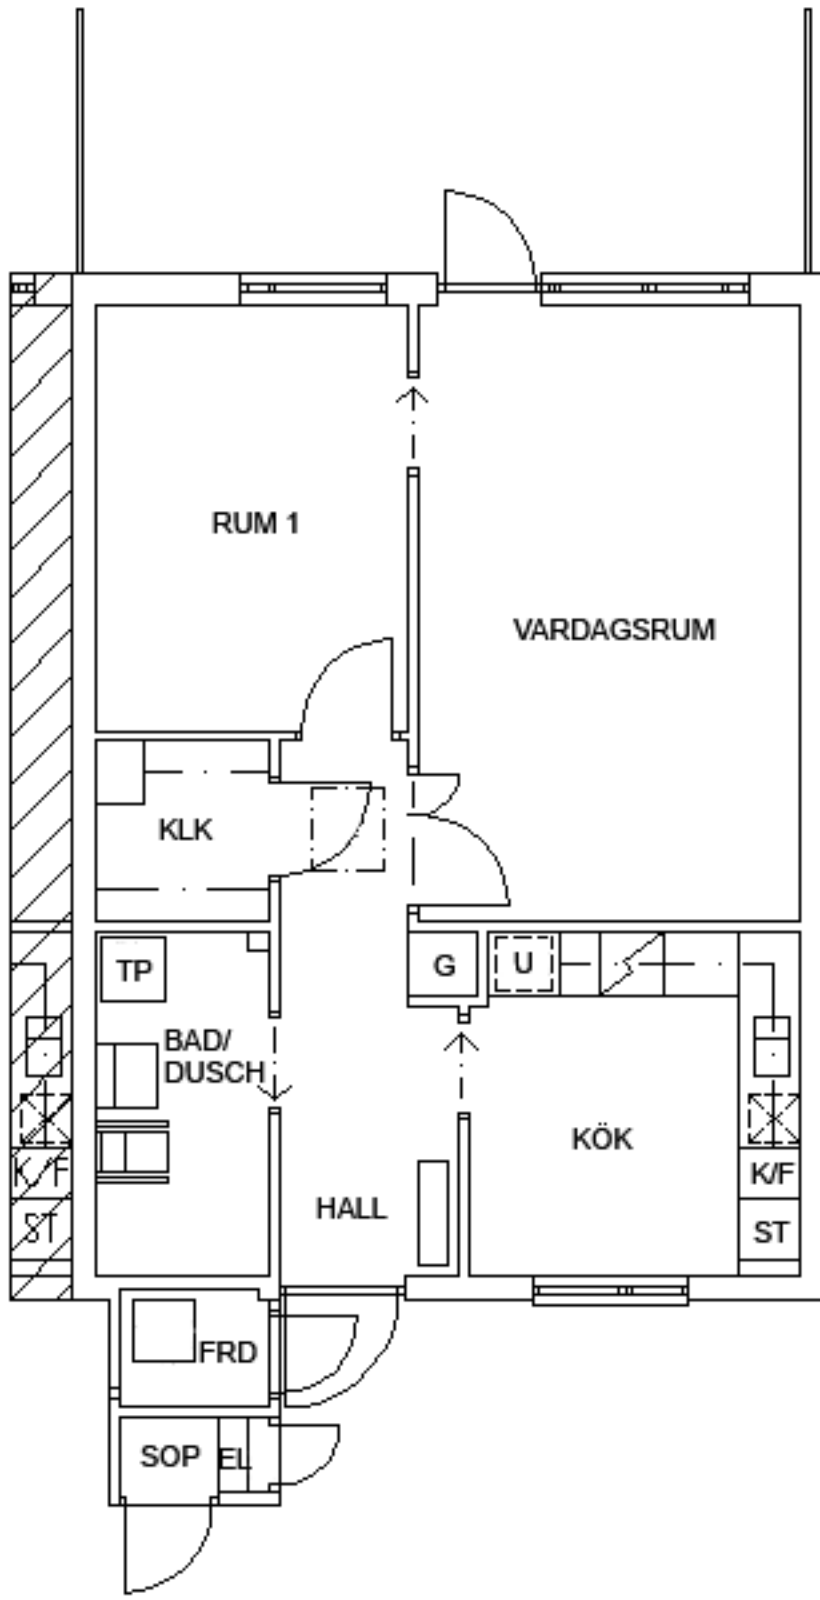 RUM 1
VARDAGSRUM
KLK
TP
G
U
BAD/
DUSCH
KÖK
K/F
K/F
HALL
ST
ST
FRD
SOP
EL